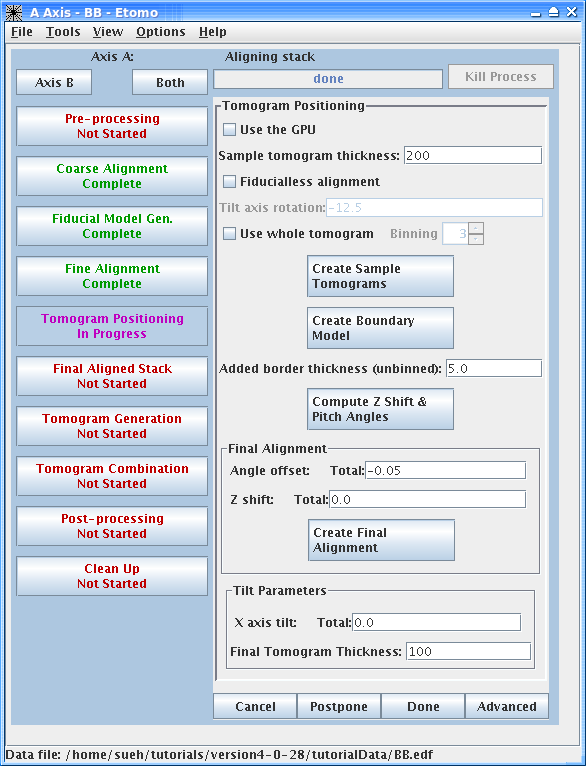 A Axis - BB - Etomo
File Tools View Options Help
Axis A:
Aligning stack
Axis B
Both
done
Kill Process
Pre-processing
Not Started
Coarse Alignment
Complete
Fiducial Model Gen.
Complete
Fine Alignment
Complete
Tomogram Positioning
In Progress
Final Aligned Stack
Not Started
Tomogram Generation
Not Started
Tomogram Combination
Not Started
Post-processing
Not Started
Clean Up
Not Started
Tomogram Positioning
Use the GPU
Sample tomogram thickness: 200
Fiducialless alignment
Tilt axis rotation: -12.5
Use whole tomogram Binning 3
Create Sample
Tomograms
Create Boundary
Model
Added border thickness (unbinned): 5.0
Compute Z Shift &
Pitch Angles
Final Alignment
Angle offset: Total: -0.05
Z shift: Total: 0.0
Create Final
Alignment
Tilt Parameters
X axis tilt: Total: 0.0
Final Tomogram Thickness: 100
Cancel
Postpone
Done
Advanced
Data file: /home/sueh/tutorials/version4-0-28/tutorialData/BB.edf